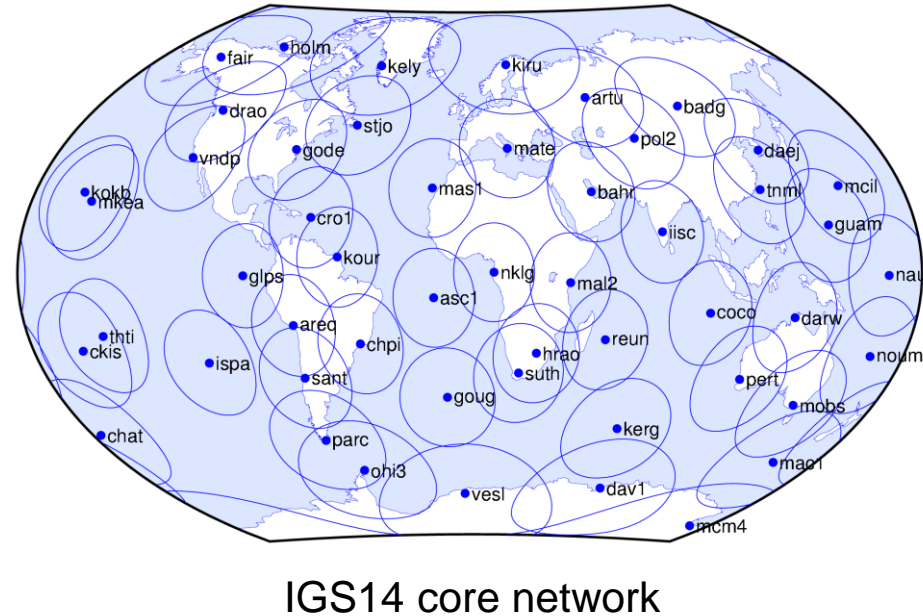 holm
fair
kely
kiru
artu
badg
drao
stjo
gode
mate
pol2
daej
vndp
kokb
mkea
mas1
bahr
tnml
mcil
cro1
iisc
guam
kour
glps
nklg
mal2
nau
asc1
coco
darw
thti
ckis
areq
chpi
hrao
reun
noum
ispa
sant
suth
pert
goug
mobs
chat
parc
kerg
ohi3
mac1
vesl
dav1
mcm4
IGS14 core network